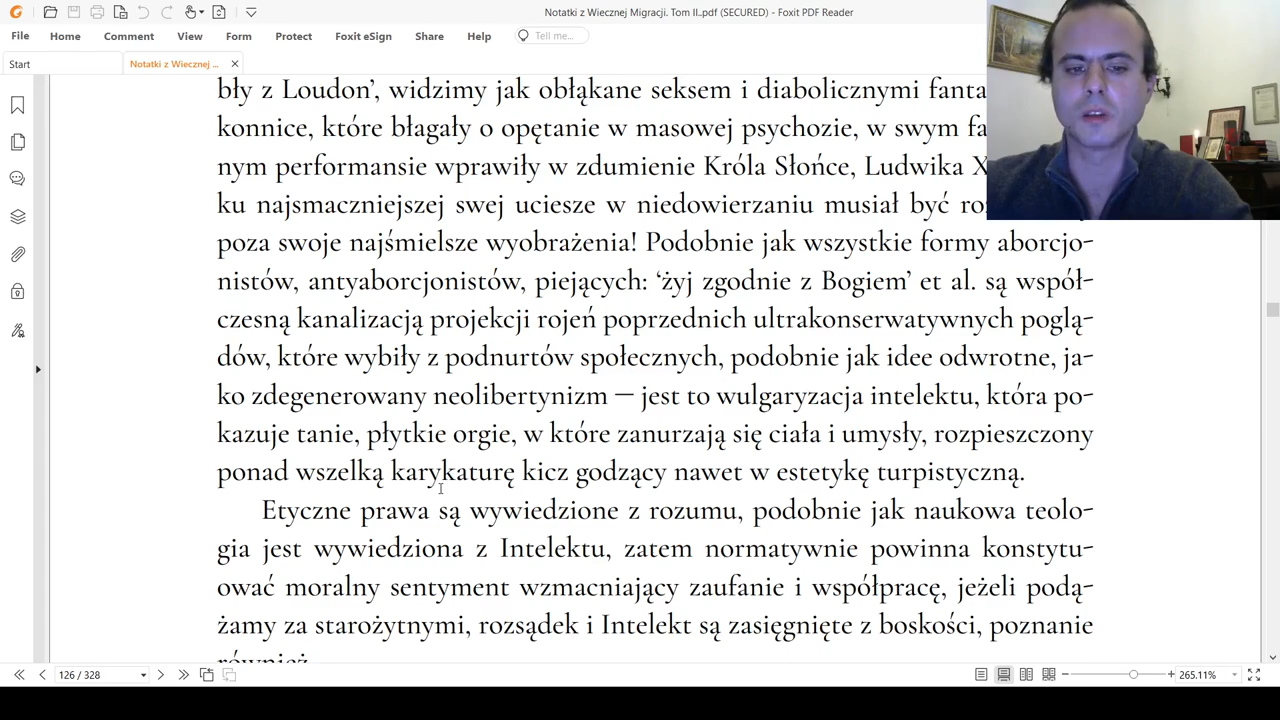 Notatki z Wiecznej Migracji. Tom II.pdf (SECURED) - Foxit PDF Reader
File Home Comment View Form Protect Foxit eSign Share Help Tell me...
Start Notatki z Wiecznej ...
bły z Loudon’, widzimy jak obłąkane seksem i diabolicznymi fanta
konnice, które błagały o opętanie w masowej psychozie, w swym fa
nym performansie wprawiły w zdumienie Króla Słońce, Ludwika X
ku najsmaczniejszej swej uciesze w niedowierzaniu musiał być ro
poza swoje najśmielsze wyobrażenia! Podobnie jak wszystkie formy aborcjo-
nistów, antyaborcjonistów, piejących: ‘żyj zgodnie z Bogiem’ et al. są współ-
czesną kanalizacją projekcji rojeń poprzednich ultrakonserwatywnych poglą-
dów, które wybiły z podnurtów społecznych, podobnie jak idee odwrotne, ja-
ko zdegenerowany neolibertynizm — jest to wulgaryzacja intelektu, która po-
kazuje tanie, płytkie orgie, w które zanurzają się ciała i umysły, rozpieszczony
ponad wszelką karykaturę kicz godzący nawet w estetykę turpistyczną.
Etyczne prawa są wywiedzione z rozumu, podobnie jak naukowa teolo-
gia jest wywiedziona z Intelektu, zatem normatywnie powinna konstytu-
ować moralny sentyment wzmacniający zaufanie i współpracę, jeżeli podą-
żamy za starożytnymi, rozsądek i Intelekt są zasięgnięte z boskości, poznanie
również
126 / 328 265.11%